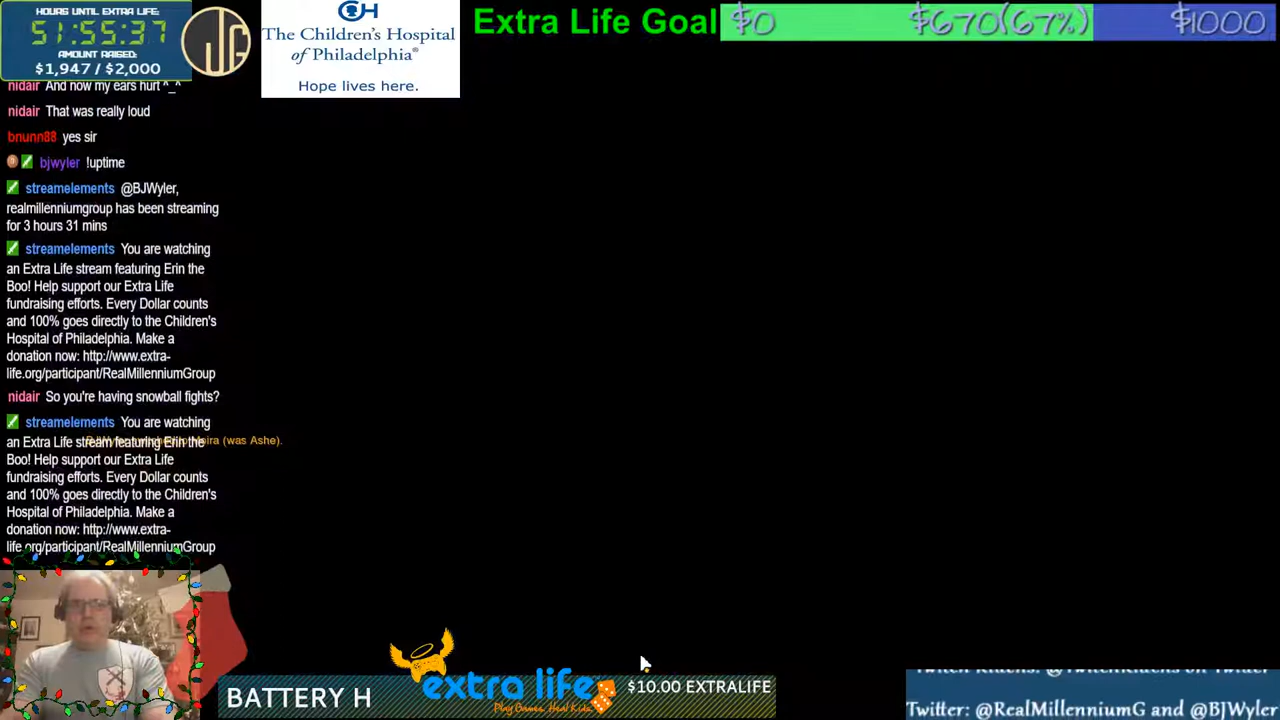 HOURS UNTIL EXTRA LIFE:
51:55:37
AMOUNT RAISED:
$1,947 / $2,000
The Children's Hospital
of Philadelphia®
Hope lives here.
Extra Life Goal
$0
$670(67%)
$1000
nidair And now my ears hurt ^_^
nidair That was really loud
bnunn88 yes sir
bjwyler !uptime
streamelements @BJWyler,
realmillenniumgroup has been streaming
for 3 hours 31 mins
streamelements You are watching
an Extra Life stream featuring Erin the
Boo! Help support our Extra Life
fundraising efforts. Every Dollar counts
and 100% goes directly to the Children's
Hospital of Philadelphia. Make a
donation now: http://www.extra-
life.org/participant/RealMillenniumGroup
nidair So you're having snowball fights?
streamelements You are watching
an Extra Life stream featuring Erin the
(was Ashe).
Boo! Help support our Extra Life
fundraising efforts. Every Dollar counts
and 100% goes directly to the Children's
Hospital of Philadelphia. Make a
donation now: http://www.extra-
life.org/participant/RealMillenniumGroup
BATTERY H
extra life
Play Games. Heal Kids.
$10.00 EXTRALIFE
Twitter: @RealMillenniumG and @BJWyler